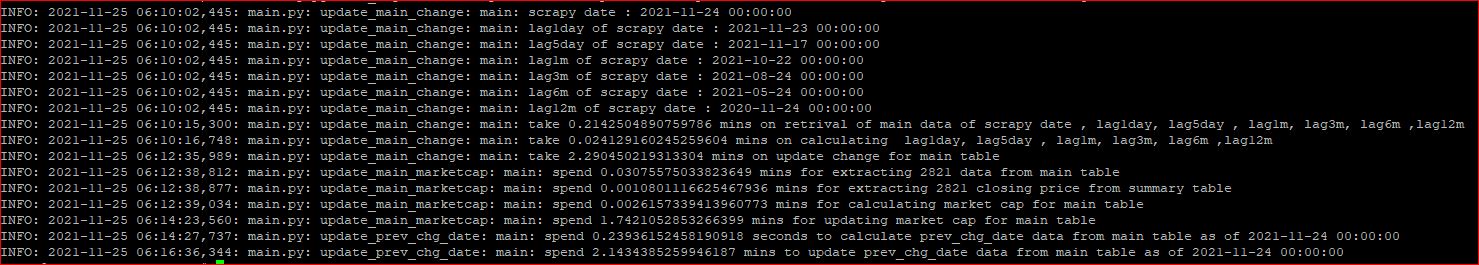 INFO: 2021-11-25 06:10:02,445: main.py: update_main_change: main: scrapy date : 2021-11-24 00:00:00
INFO: 2021-11-25 06:10:02,445: main.py: update_main_change: main: lag1day of scrapy date : 2021-11-23 00:00:00
INFO: 2021-11-25 06:10:02,445: main.py: update_main_change: main: lag5day of scrapy date : 2021-11-17 00:00:00
INFO: 2021-11-25 06:10:02,445: main.py: update_main_change: main: lag1m of scrapy date : 2021-10-22 00:00:00
INFO: 2021-11-25 06:10:02,445: main.py: update_main_change: main: lag3m of scrapy date : 2021-08-24 00:00:00
INFO: 2021-11-25 06:10:02,445: main.py: update_main_change: main: lag6m of scrapy date : 2021-05-24 00:00:00
INFO: 2021-11-25 06:10:02,445: main.py: update_main_change: main: lag12m of scrapy date : 2020-11-24 00:00:00
INFO: 2021-11-25 06:10:15,300: main.py: update_main_change: main: take 0.2142504890759786 mins on retrival of main data of scrapy date , lag1day, lag5day , lag1m, lag3m, lag6m ,lag12m
INFO: 2021-11-25 06:10:16,748: main.py: update_main_change: main: take 0.024129160245259604 mins on calculating  lag1day, lag5day , lag1m, lag3m, lag6m ,lag12m
INFO: 2021-11-25 06:12:35,989: main.py: update_main_change: main: take 2.290450219313304 mins on update change for main table
INFO: 2021-11-25 06:12:38,812: main.py: update_main_marketcap: main: spend 0.03075575033823649 mins for extracting 2821 data from main table
INFO: 2021-11-25 06:12:38,877: main.py: update_main_marketcap: main: spend 0.0010801116625467936 mins for extracting 2821 closing price from summary table
INFO: 2021-11-25 06:12:39,034: main.py: update_main_marketcap: main: spend 0.0026157339413960773 mins for calculating market cap for main table
INFO: 2021-11-25 06:14:23,560: main.py: update_main_marketcap: main: spend 1.7421052853266399 mins for updating market cap for main table
INFO: 2021-11-25 06:14:27,737: main.py: update_prev_chg_date: main: spend 0.23936152458190918 seconds to calculate prev_chg_date data from main table as of 2021-11-24 00:00:00
INFO: 2021-11-25 06:16:36,344: main.py: update_prev_chg_date: main: spend 2.1434385259946187 mins to update prev_chg_date data from main table as of 2021-11-24 00:00:00